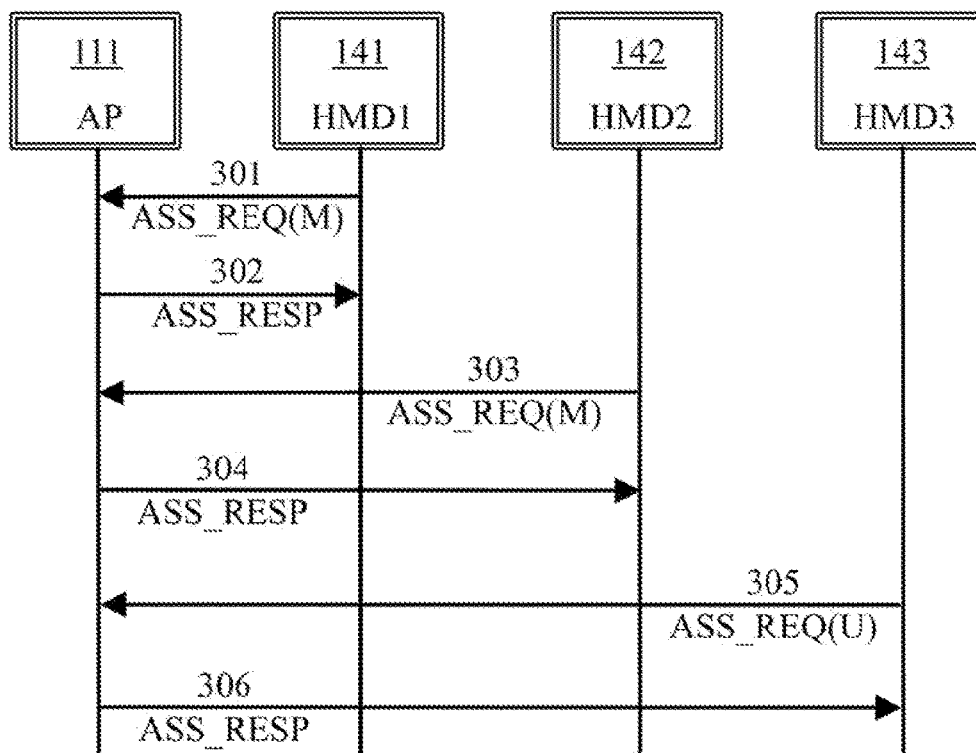 111
AP
141
HMD1
142
HMD2
143
HMD3
301
ASS_REQ(M)
302
ASS_RESP
303
ASS_REQ(M)
304
ASS_RESP
305
ASS_REQ(U)
306
ASS_RESP